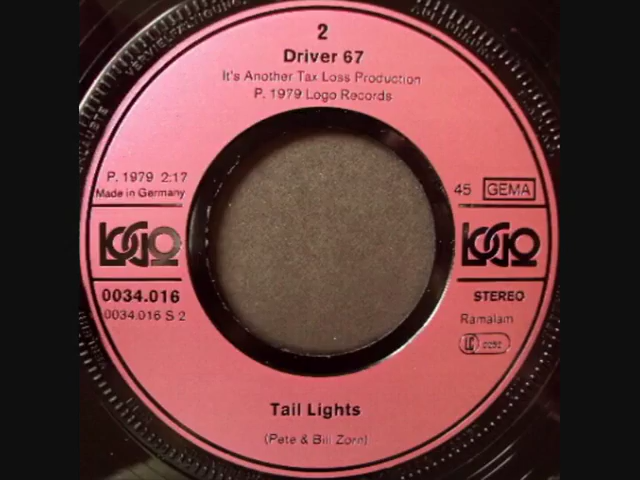 2
Driver 67
It's Another Tax Loss Production
P. 1979 Logo Records
P. 1979 2:17
Made in Germany
45 GEMA
LOGO
LOGO
0034.016
0034.016 S 2
STEREO
Ramalam
LC
Tail Lights
(Pete & Bill Zorn)